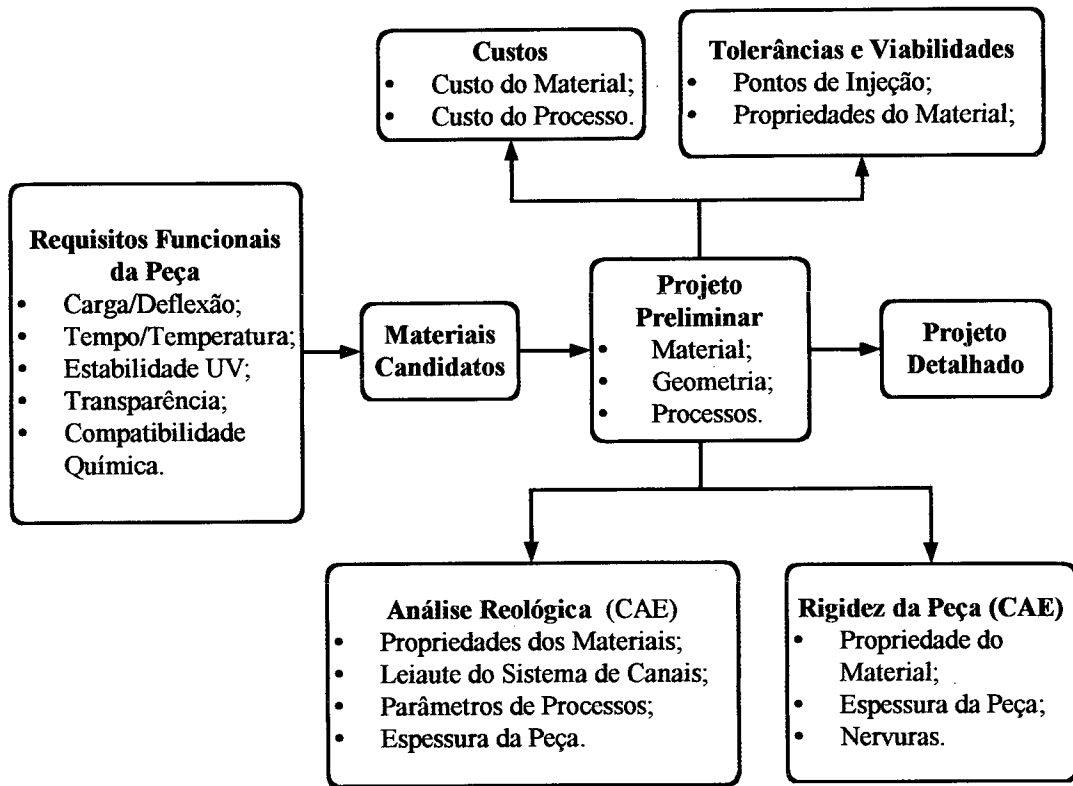 Custos
• Custo do Material;
• Custo do Processo.
Tolerâncias e Viabilidades
• Pontos de Injeção;
• Propriedades do Material;
Requisitos Funcionais
da Peça
• Carga/Deflexão;
• Tempo/Temperatura;
• Estabilidade UV;
• Transparência;
• Compatibilidade
Química.
Materiais
Candidatos
Projeto
Preliminar
• Material;
• Geometria;
• Processos.
Projeto
Detalhado
Análise Reológica (CAE)
• Propriedades dos Materiais;
• Leiaute do Sistema de Canais;
• Parâmetros de Processos;
• Espessura da Peça.
Rigidez da Peça (CAE)
• Propriedade do
Material;
• Espessura da Peça;
• Nervuras.